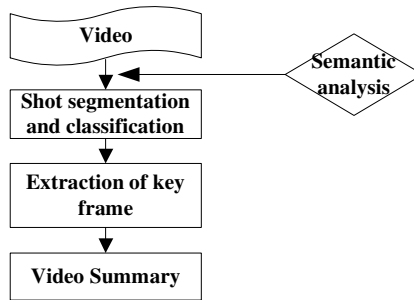 Video
Semantic
analysis
Shot segmentation
and classification
Extraction of key
frame
Video Summary